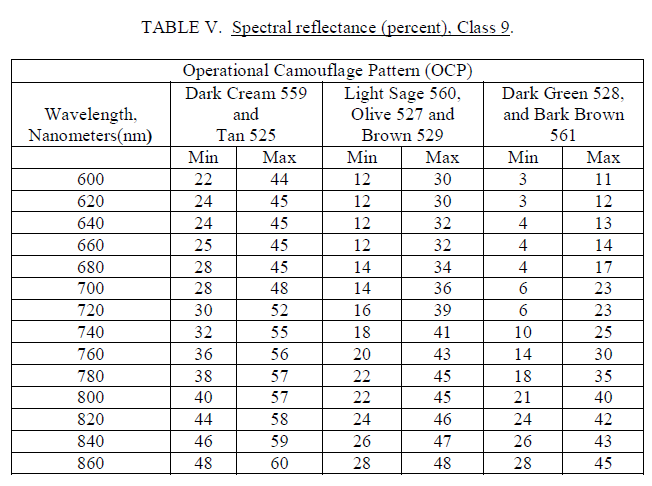 TABLE V. Spectral reflectance (percent), Class 9.
Operational Camouflage Pattern (OCP)
Wavelength, Nanometers(nm) Dark Cream 559 and Tan 525 Light Sage 560, Olive 527 and Brown 529 Dark Green 528, and Bark Brown 561
Min Max Min Max Min Max
600 22 44 12 30 3 11
620 24 45 12 30 3 12
640 24 45 12 32 4 13
660 25 45 12 32 4 14
680 28 45 14 34 4 17
700 28 48 14 36 6 23
720 30 52 16 39 6 23
740 32 55 18 41 10 25
760 36 56 20 43 14 30
780 38 57 22 45 18 35
800 40 57 22 45 21 40
820 44 58 24 46 24 42
840 46 59 26 47 26 43
860 48 60 28 48 28 45